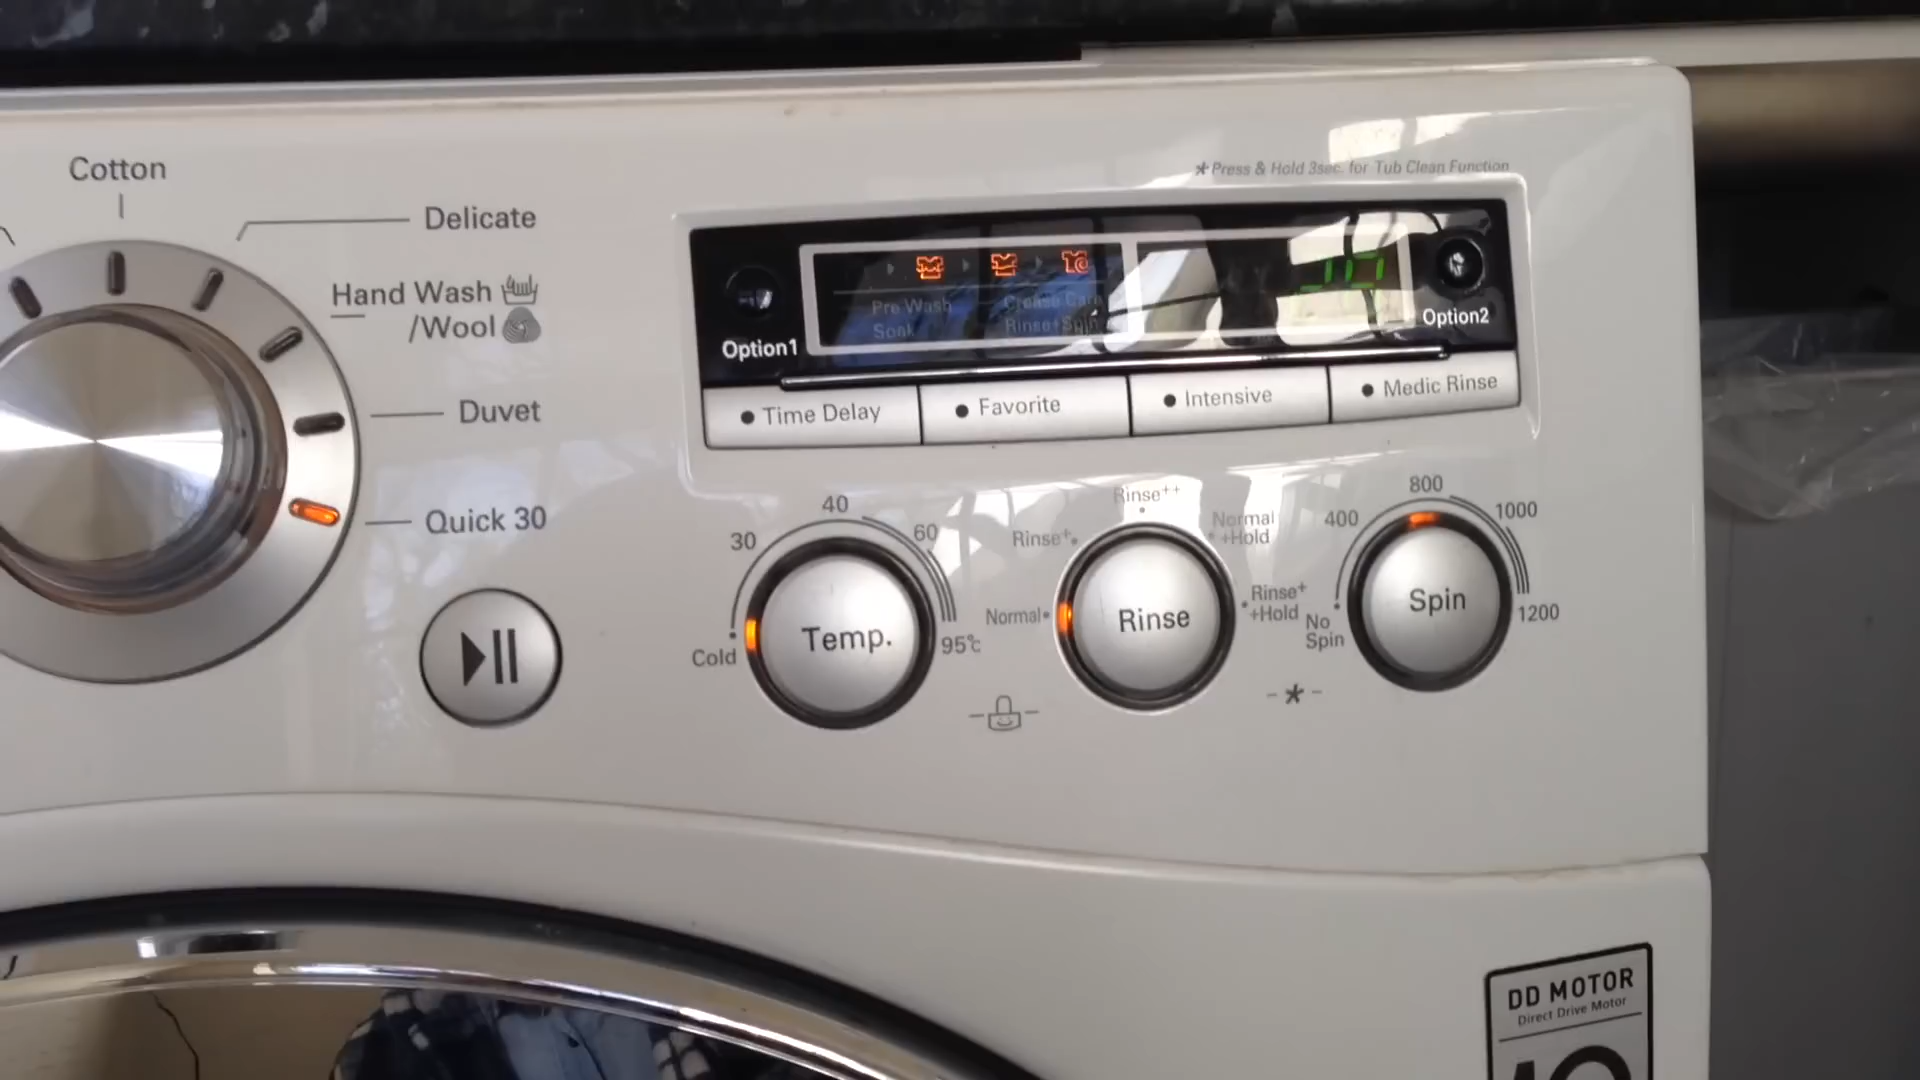 Cotton
Delicate
Hand Wash
/Wool
Duvet
Quick 30
*Press & Hold 3sec. for Tub Clean Function
Pre Wash
Soak
Crease Care
Rinse+Spin
Option1
Option2
Time Delay
Favorite
Intensive
Medic Rinse
Cold
30
40
60
95℃
Temp.
Normal
Rinse+
Rinse++
Normal
+Hold
Rinse+
+Hold
Rinse
No
Spin
400
800
1000
1200
Spin
- * -
DD MOTOR
Direct Drive Motor